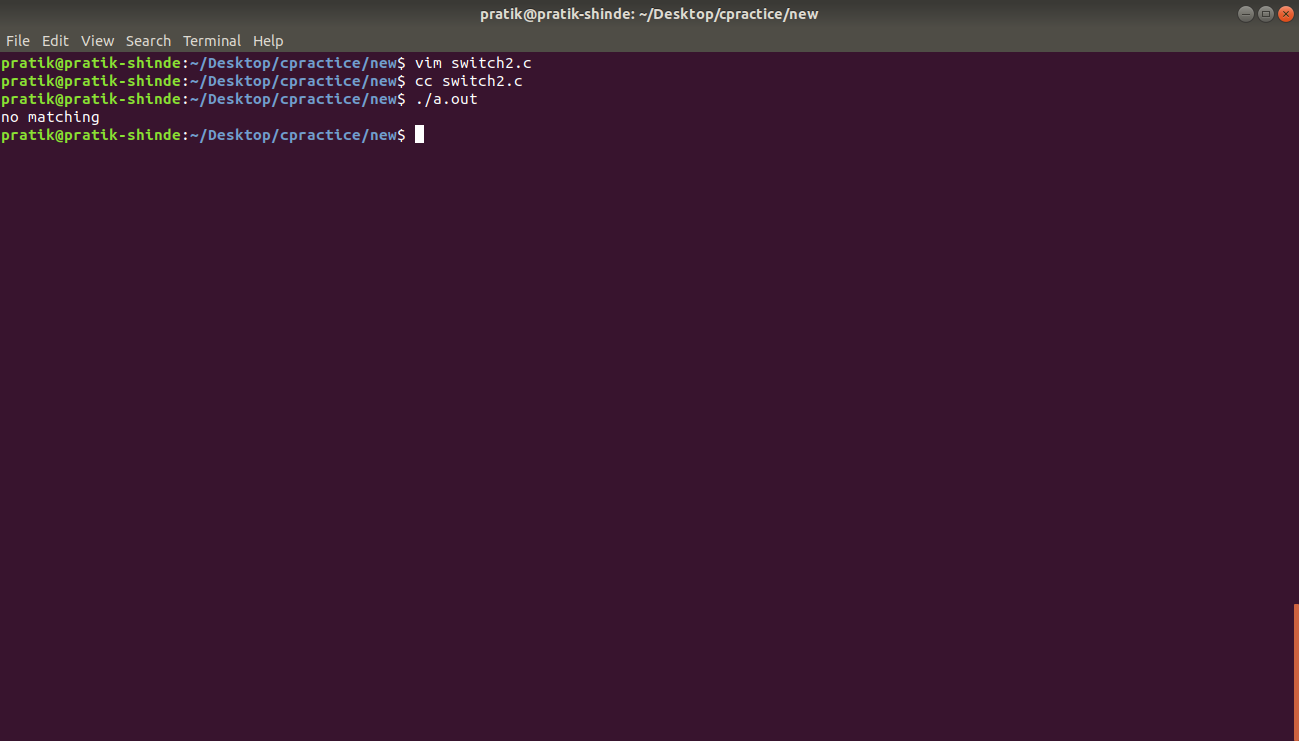 pratik@pratik-shinde: ~/Desktop/cpractice/new
File Edit View Search Terminal Help
pratik@pratik-shinde:~/Desktop/cpractice/new$ vim switch2.c
pratik@pratik-shinde:~/Desktop/cpractice/new$ cc switch2.c
pratik@pratik-shinde:~/Desktop/cpractice/new$ ./a.out
no matching
pratik@pratik-shinde:~/Desktop/cpractice/new$